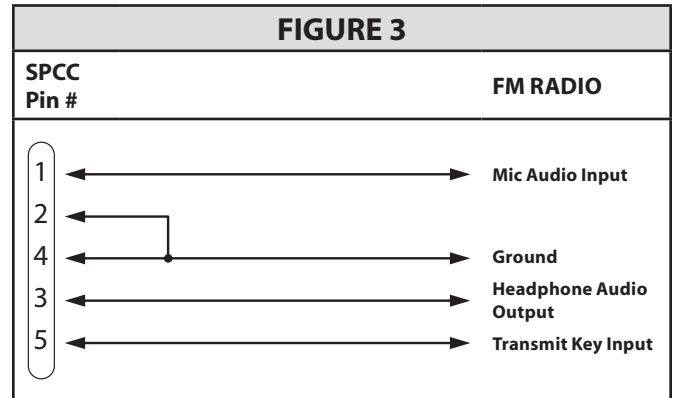 FIGURE 3
SPCC
Pin #
FM RADIO
1
Mic Audio Input
2
4
Ground
3
Headphone Audio
Output
5
Transmit Key Input